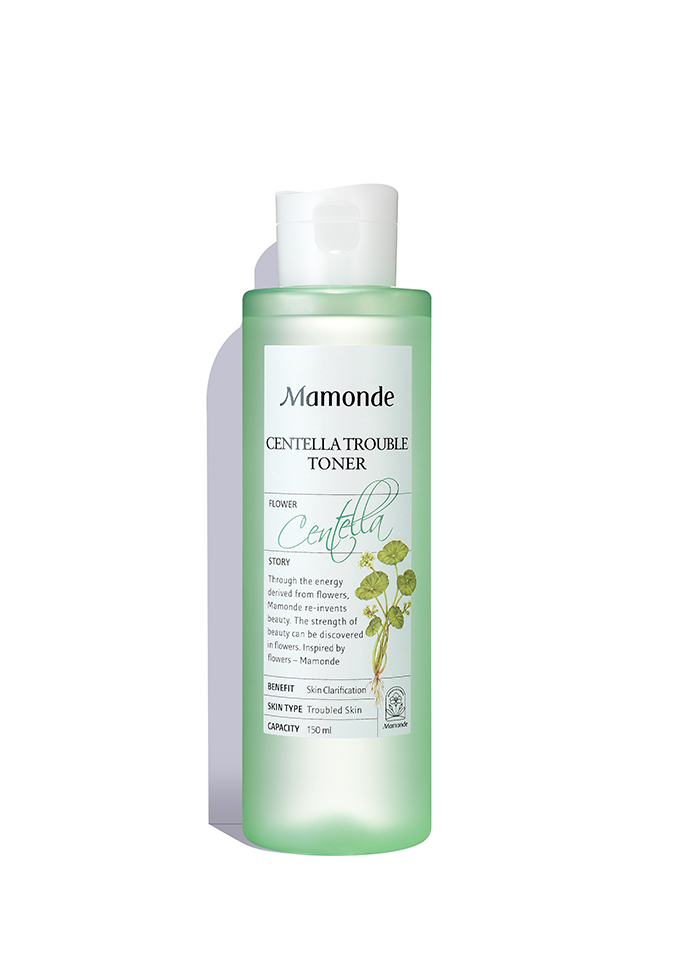 Mamonde
CENTELLA TROUBLE
TONER
FLOWER
Centella
STORY
Through the energy
derived from flowers,
Mamonde re-invents
beauty. The strength of
beauty can be discovered
in flowers. Inspired by
flowers – Mamonde
BENEFIT Skin Clarification
SKIN TYPE Troubled Skin
CAPACITY 150 ml
Mamonde